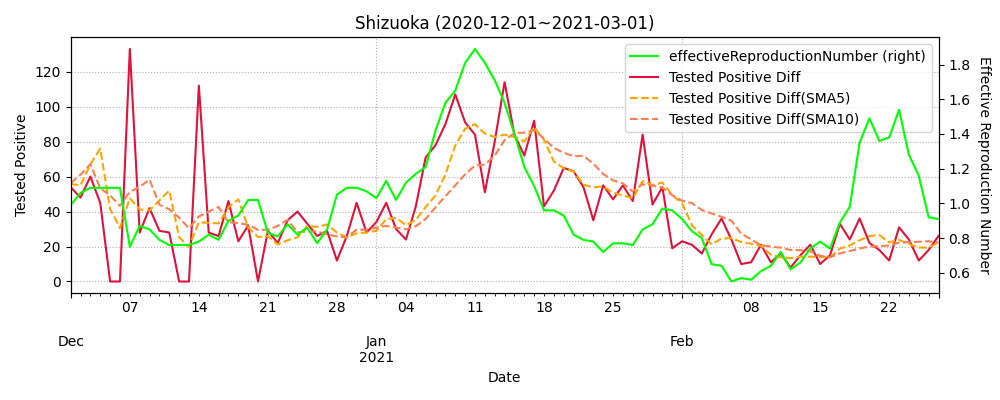 Shizuoka (2020-12-01~2021-03-01)
effectiveReproductionNumber (right)
Tested Positive Diff
Tested Positive Diff(SMA5)
Tested Positive Diff(SMA10)
Tested Positive
120
100
80
60
40
20
0
1.8
1.6
1.4
1.2
1.0
0.8
0.6
Effective Reproduction Number
07 14 21 28 04 11 18 25 08 15 22
Dec Jan Feb
2021
Date